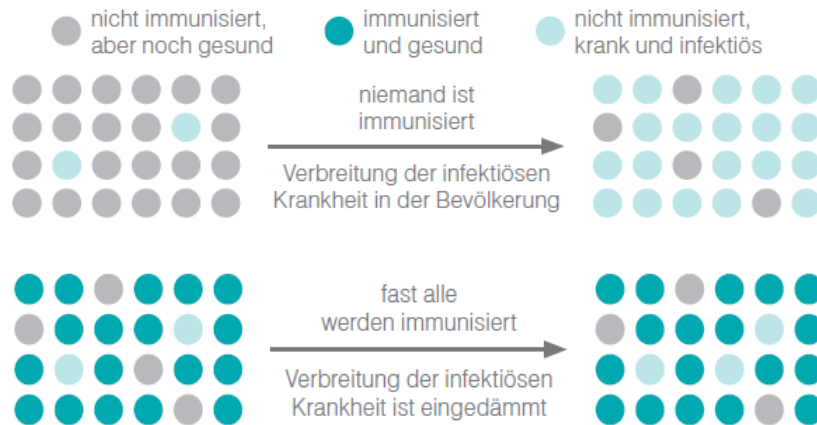 nicht immunisiert,
aber noch gesund
immunisiert
und gesund
nicht immunisiert,
krank und infektiös
niemand ist
immunisiert
Verbreitung der infektiösen
Krankheit in der Bevölkerung
fast alle
werden immunisiert
Verbreitung der infektiösen
Krankheit ist eingedämmt